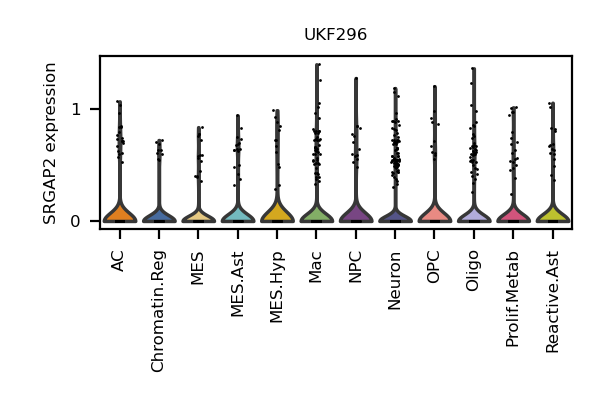 UKF296
SRGAP2 expression
1
0
AC
Chromatin.Reg
MES
MES.Ast
MES.Hyp
Mac
NPC
Neuron
OPC
Oligo
Prolif.Metab
Reactive.Ast